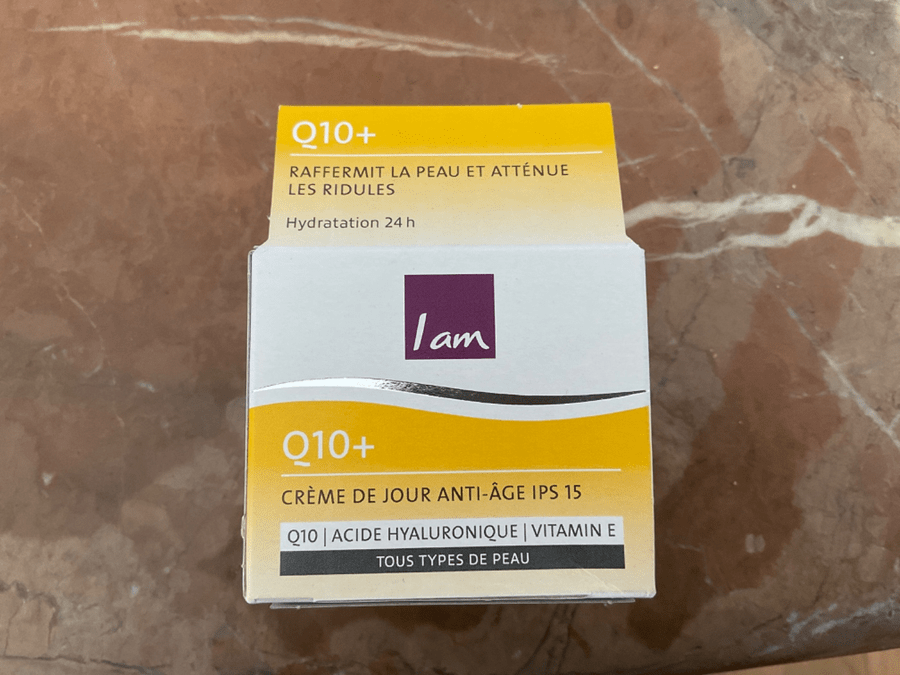 Q10+
RAFFERMIT LA PEAU ET ATTÉNUE
LES RIDULES
Hydratation 24 h
I am
Q10+
CRÈME DE JOUR ANTI-ÂGE IPS 15
Q10 | ACIDE HYALURONIQUE | VITAMIN E
TOUS TYPES DE PEAU